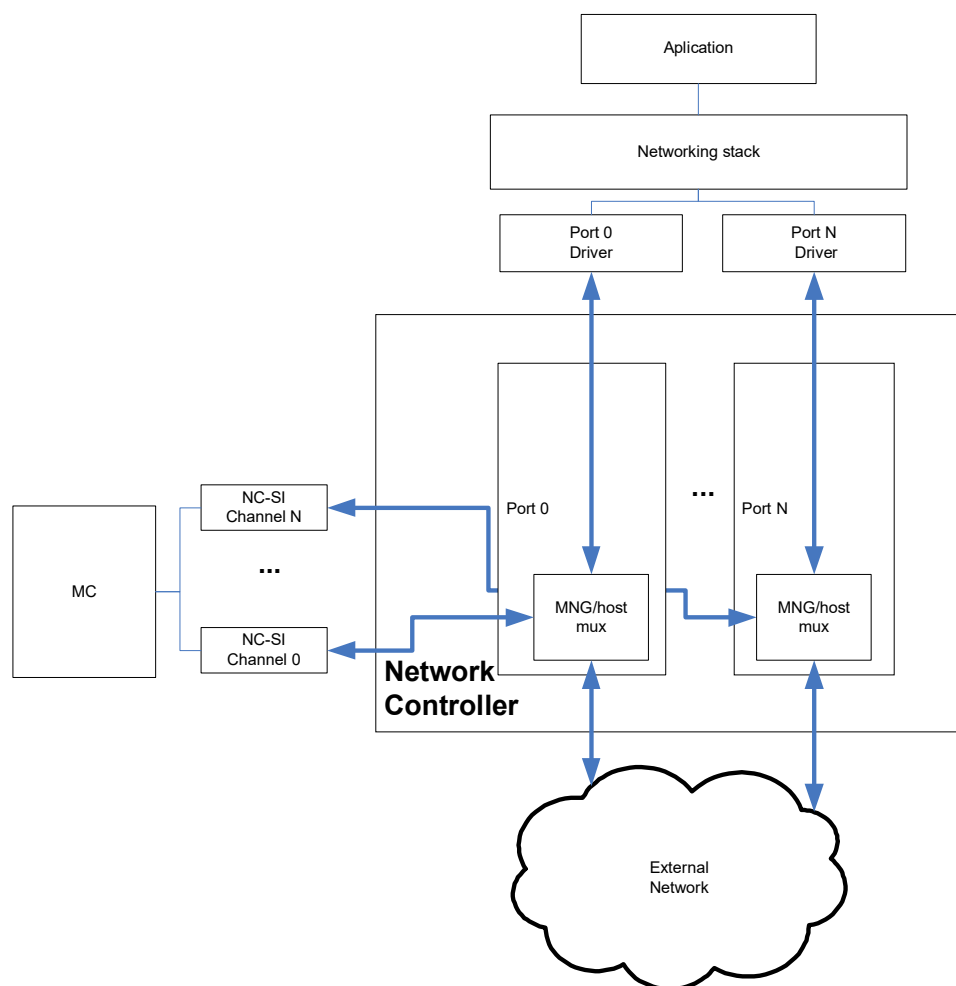 Aplication
Networking stack
Port 0
Driver
Port N
Driver
NC-SI
Channel N
...
Port 0
Port N
...
MC
MNG/host
mux
MNG/host
mux
NC-SI
Channel 0
Network
Controller
External
Network